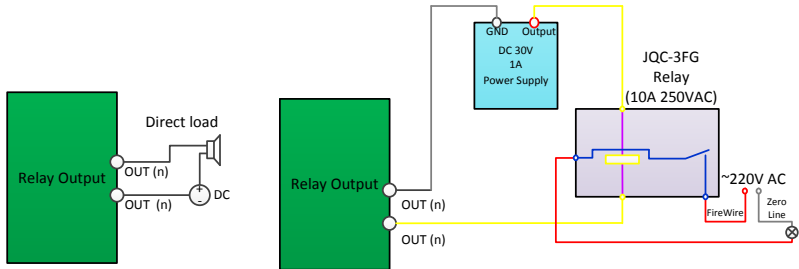 Direct load
Relay Output
OUT (n)
+
-
DC
OUT (n)
GND
Output
DC 30V
1A
Power Supply
JQC-3FG
Relay
(10A 250VAC)
Relay Output
OUT (n)
OUT (n)
~220V AC
FireWire
Zero
Line